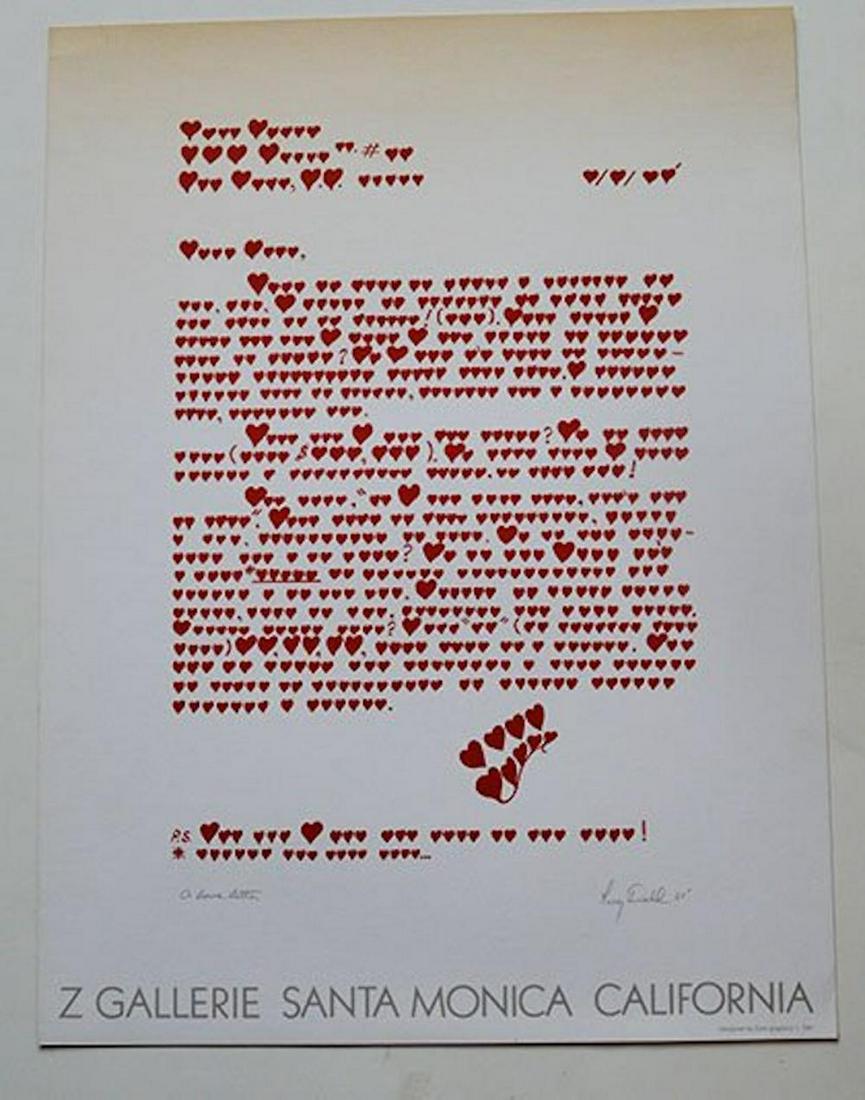 P.S.
A Love Letter
Z GALLERIE SANTA MONICA CALIFORNIA